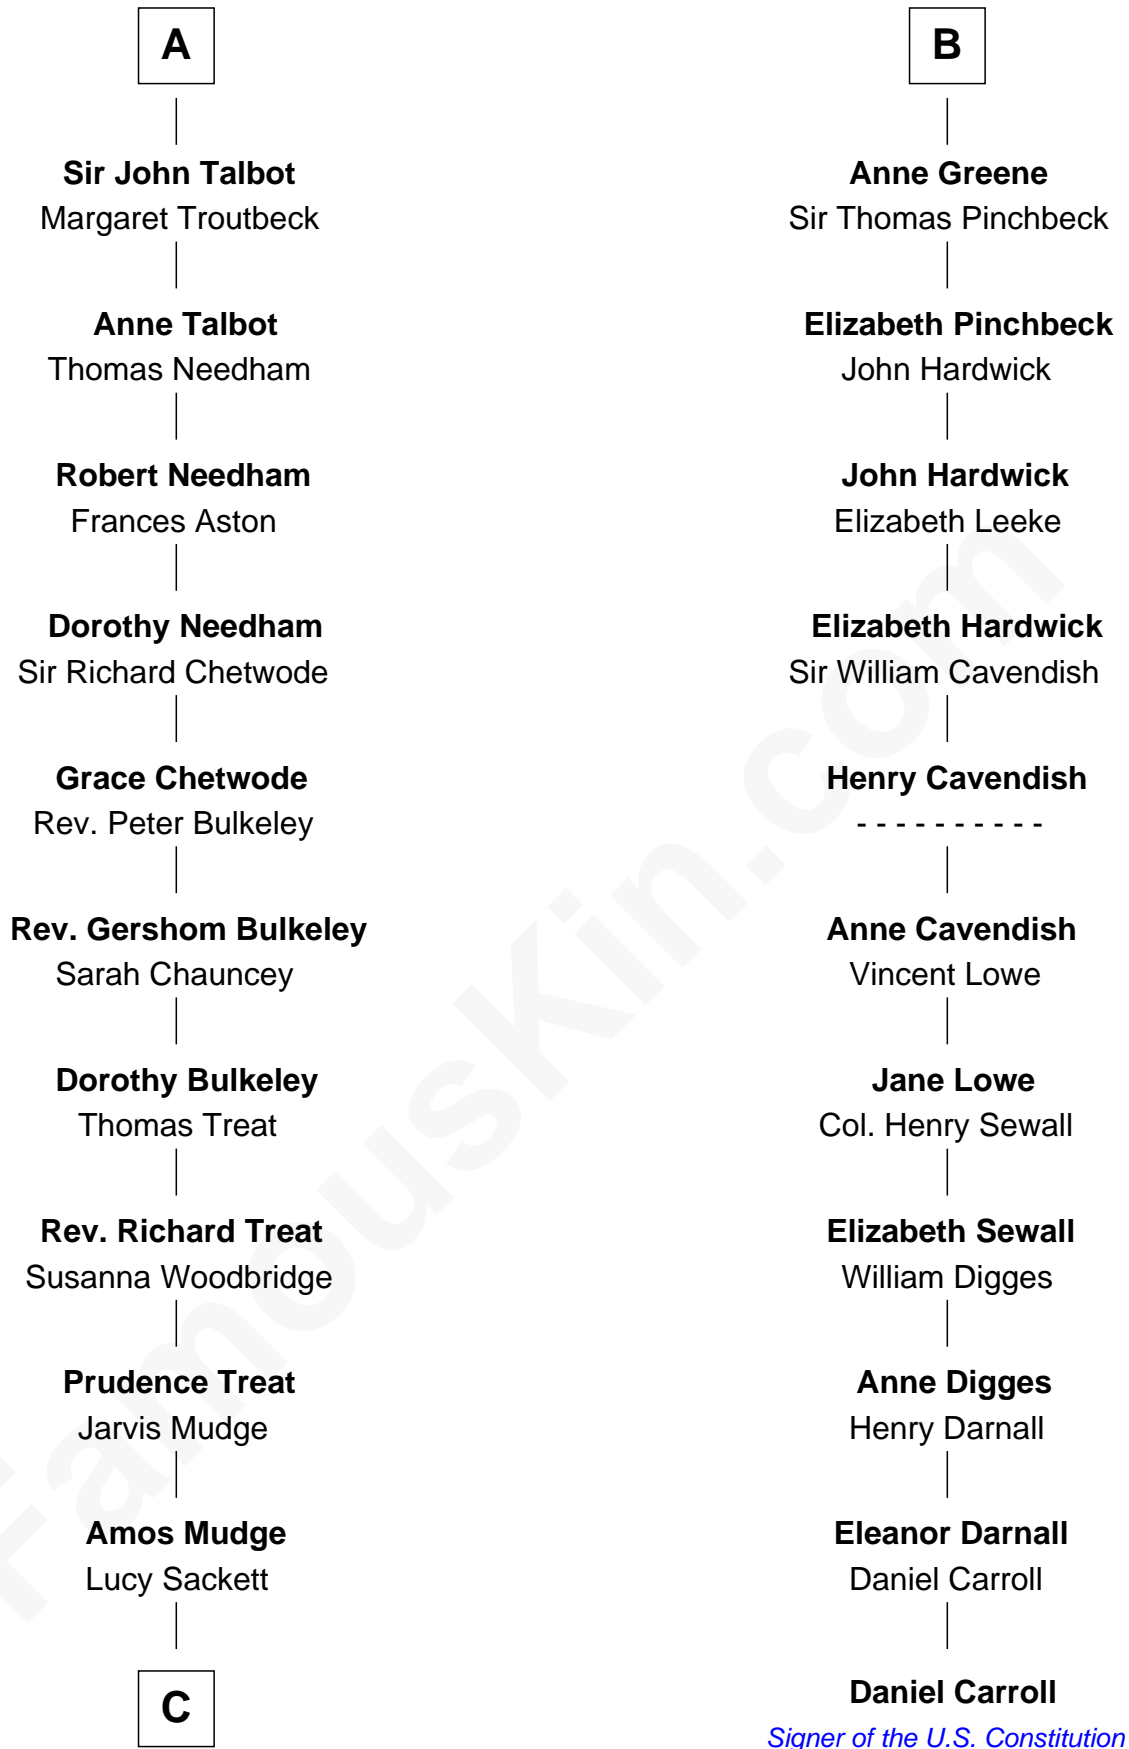 A
Sir John Talbot
Margaret Troutbeck
Anne Talbot
Thomas Needham
Robert Needham
Frances Aston
Dorothy Needham
Sir Richard Chetwode
Grace Chetwode
Rev. Peter Bulkeley
Rev. Gershom Bulkeley
Sarah Chauncey
Dorothy Bulkeley
Thomas Treat
Rev. Richard Treat
Susanna Woodbridge
Prudence Treat
Jarvis Mudge
Amos Mudge
Lucy Sackett
C
B
Anne Greene
Sir Thomas Pinchbeck
Elizabeth Pinchbeck
John Hardwick
John Hardwick
Elizabeth Leeke
Elizabeth Hardwick
Sir William Cavendish
Henry Cavendish
- - - - - - - - - -
Anne Cavendish
Vincent Lowe
Jane Lowe
Col. Henry Sewall
Elizabeth Sewall
William Digges
Anne Digges
Henry Darnall
Eleanor Darnall
Daniel Carroll
Daniel Carroll
Signer of the U.S. Constitution
FamousKin.com